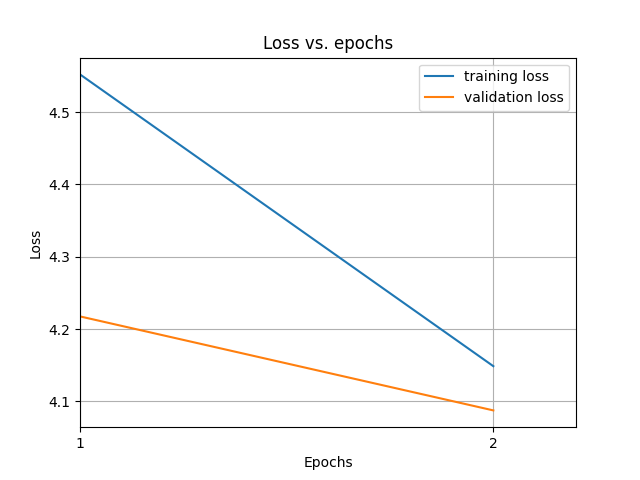 Loss vs. epochs
training loss
validation loss
4.5
4.4
4.3
4.2
4.1
Loss
1
2
Epochs